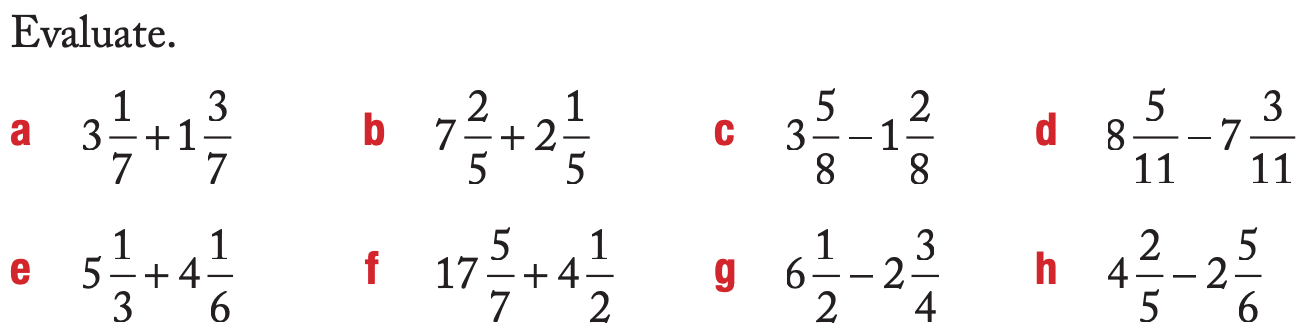 Evaluate.
a 3 1/7 + 1 3/7 b 7 2/5 + 2 1/5 c 3 5/8 − 1 2/8 d 8 5/11 − 7 3/11
e 5 1/3 + 4 1/6 f 17 5/7 + 4 1/2 g 6 1/2 − 2 3/4 h 4 2/5 − 2 5/6